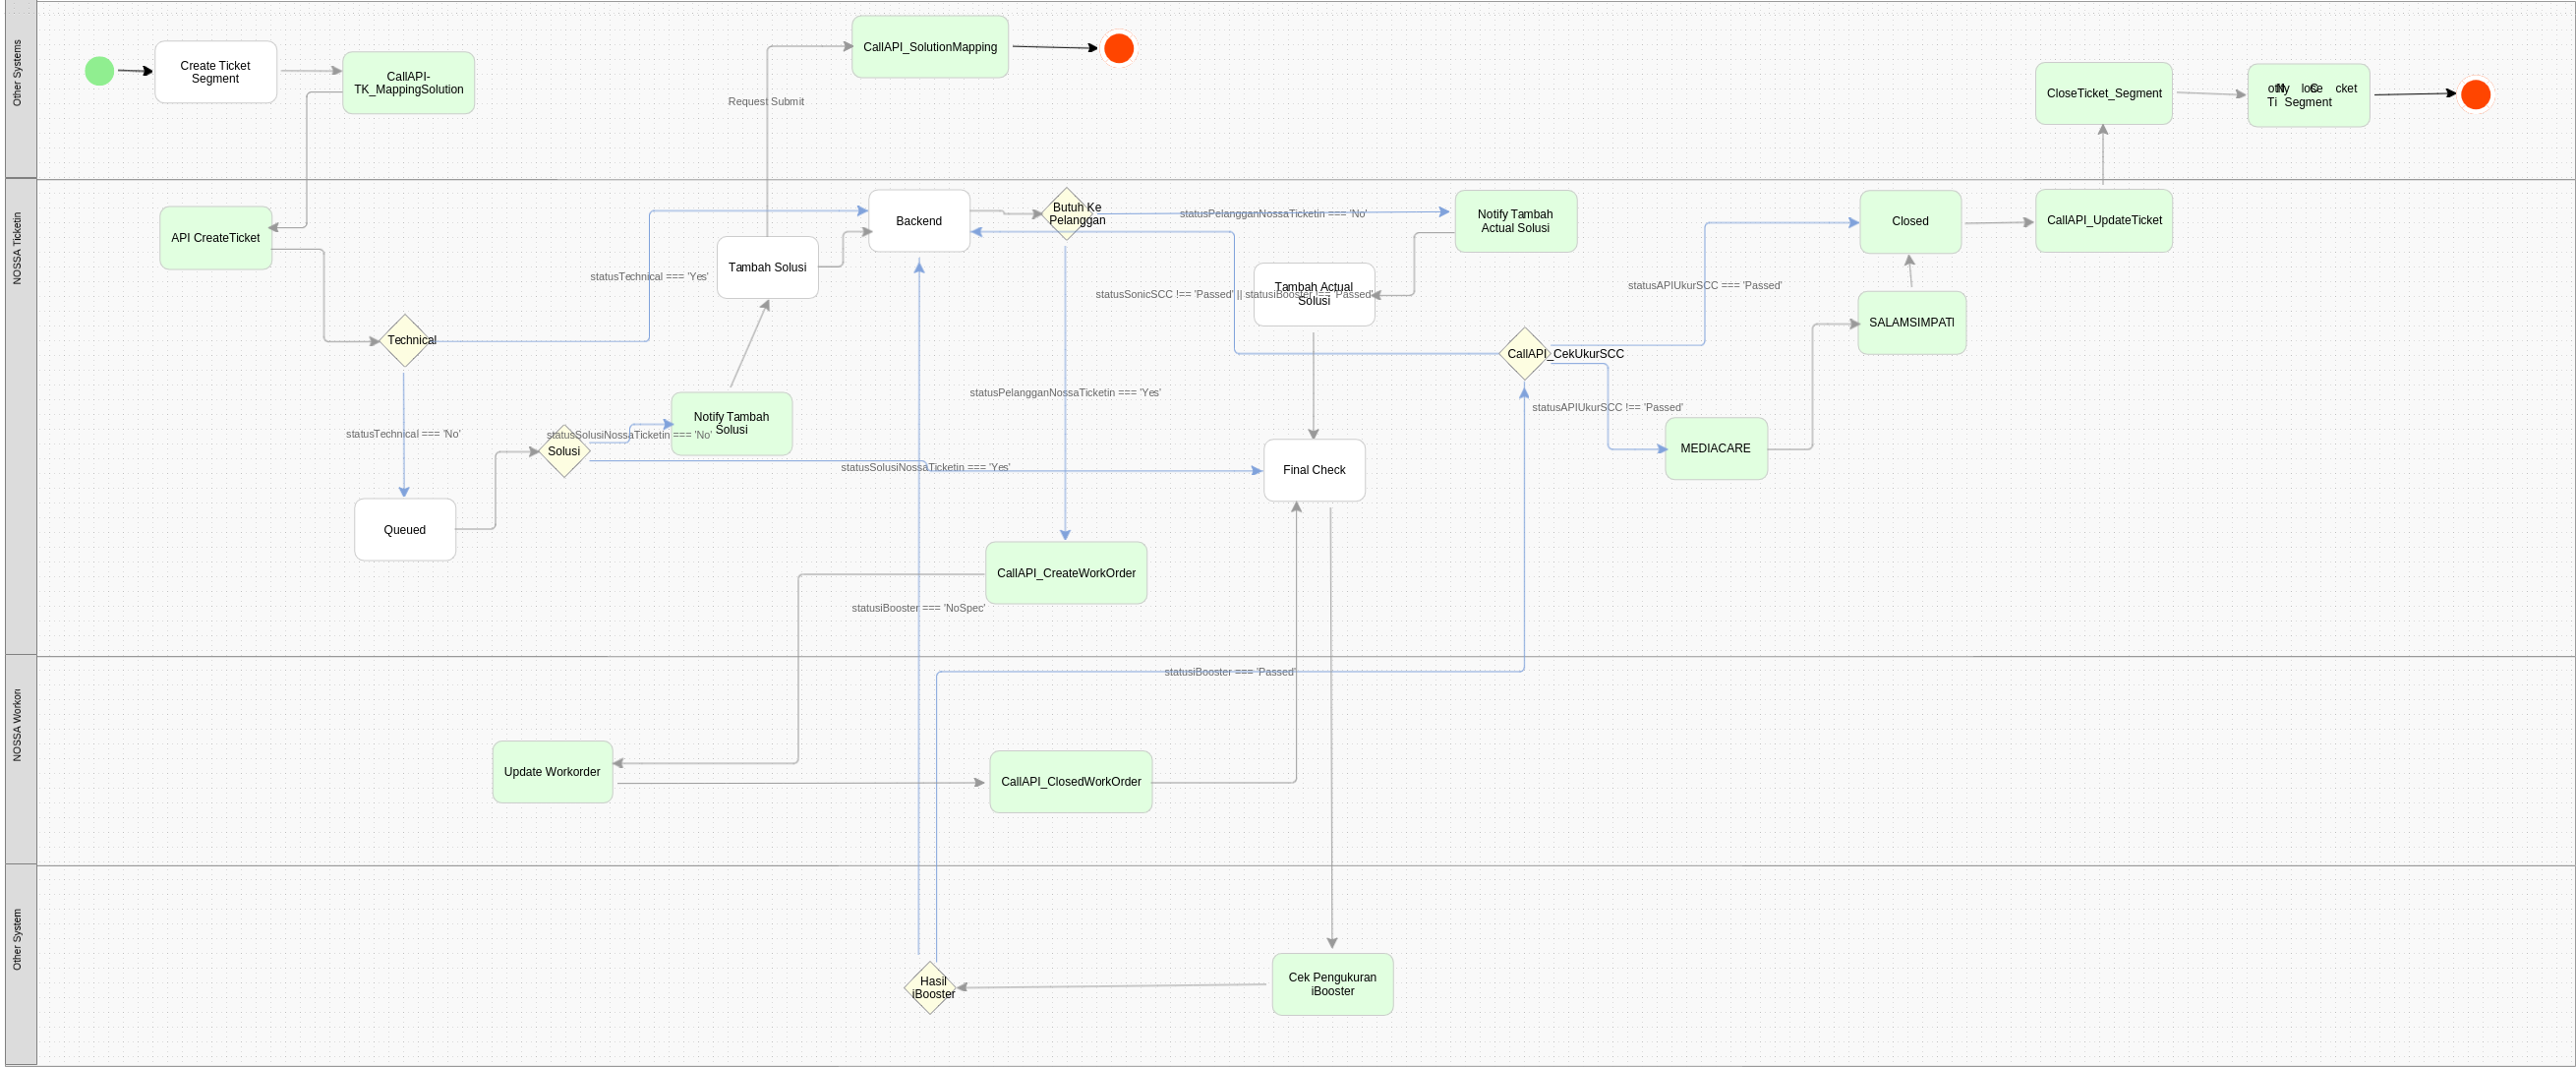 Other Systems
Create Ticket
Segment
CallAPI-
TK_MappingSolution
Request Submit
CallAPI_SolutionMapping
CloseTicket_Segment
Segment
NOSSA Ticketin
API CreateTicket
statusTechnical === 'Yes'
Technical
statusTechnical === 'No'
Queued
Solusi
statusSolusiNossaTicketin === 'No'
Notify Tambah
Solusi
statusSolusiNossaTicketin === 'Yes'
Tambah Solusi
Backend
Butuh Ke
Pelanggan
statusPelangganNossaTicketin === 'No'
Notify Tambah
Actual Solusi
Tambah Actual
Solusi
statusSonicSCC !== 'Passed' || statusiBooster !== 'Passed'
statusPelangganNossaTicketin === 'Yes'
Final Check
CallAPI_CreateWorkOrder
statusiBooster === 'NoSpec'
CallAPI_CekUkurSCC
statusAPIUkurSCC === 'Passed'
statusAPIUkurSCC !== 'Passed'
MEDIACARE
SALAMSIMPATI
Closed
CallAPI_UpdateTicket
NOSSA Workon
statusiBooster === 'Passed'
Update Workorder
CallAPI_ClosedWorkOrder
Other System
Hasil
iBooster
Cek Pengukuran
iBooster